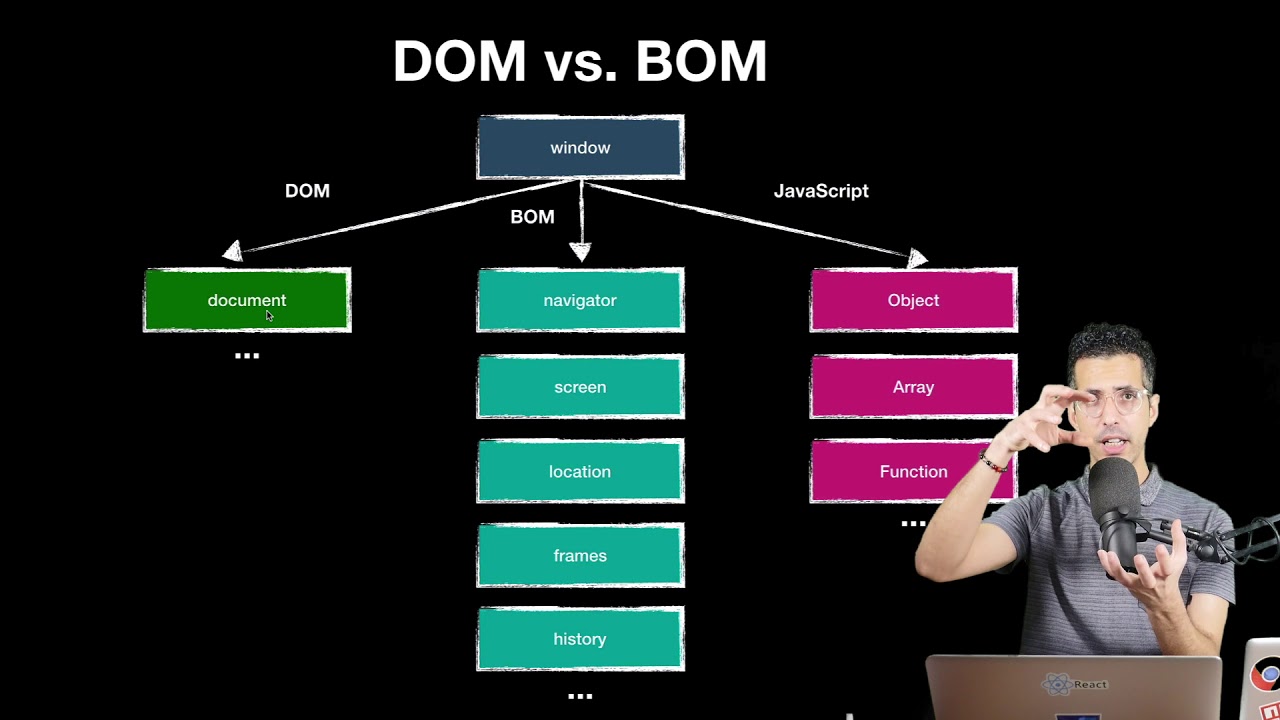 DOM vs. BOM
window
DOM
BOM
JavaScript
document
...
navigator
screen
location
frames
history
...
Object
Array
Function
...
React